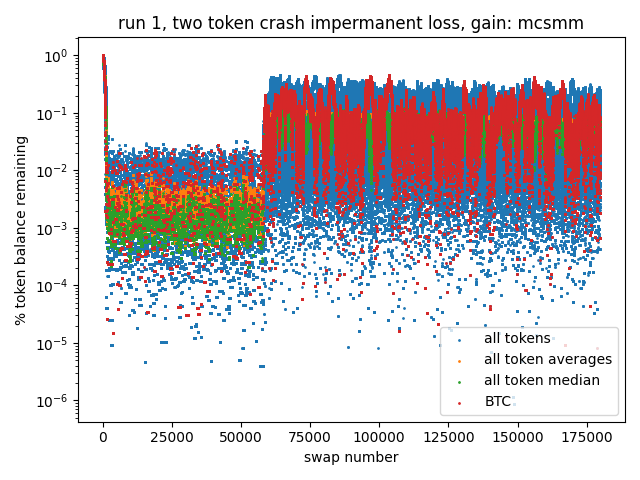 run 1, two token crash impermanent loss, gain: mcsmm
% token balance remaining
10^0
10^-1
10^-2
10^-3
10^-4
10^-5
10^-6
all tokens
all token averages
all token median
BTC
0 25000 50000 75000 100000 125000 150000 175000
swap number